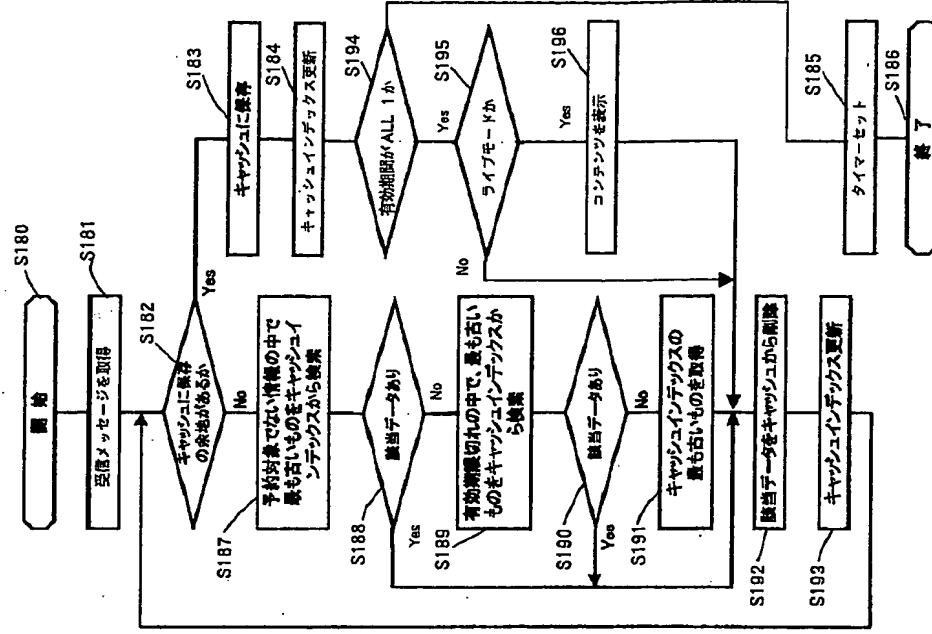 S180
開 始
S181
受信メッセージを取得
S182
キャッシュに保存
の余地があるか
Yes
No
S183
キャッシュに保存
S184
キャッシュインデックス更新
S194
有効期間がALL 1か
Yes
S195
ライブモードか
Yes
No
S196
コンテンツを表示
S185
タイマーセット
S186
終 了
S187
予約対象でない情報の中で
最も古いものをキャッシュイ
ンデックスから検索
S188
該当データあり
No
Yes
S189
有効期限切れの中で、最も古い
ものをキャッシュインデックスか
ら検索
S190
該当データあり
No
Yes
S191
キャッシュインデックスの
最も古いものを取得
S192
該当データをキャッシュから削除
S193
キャッシュインデックス更新